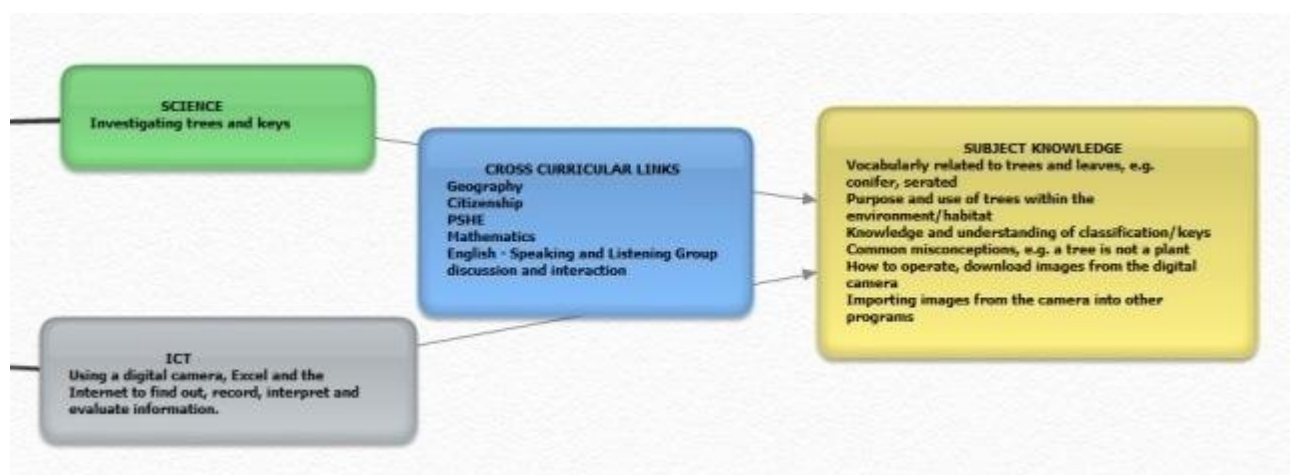 SCIENCE
Investigating trees and keys
CROSS CURRICULAR LINKS
Geography
Citizenship
PSHE
Mathematics
English - Speaking and Listening Group
discussion and interaction
SUBJECT KNOWLEDGE
Vocabularly related to trees and leaves, e.g.
conifer, serated
Purpose and use of trees within the
environment/habitat
Knowledge and understanding of classification/keys
Common misconceptions, e.g. a tree is not a plant
How to operate, download images from the digital
camera
Importing images from the camera into other
programs
ICT
Using a digital camera, Excel and the
Internet to find out, record, interpret and
evaluate information.